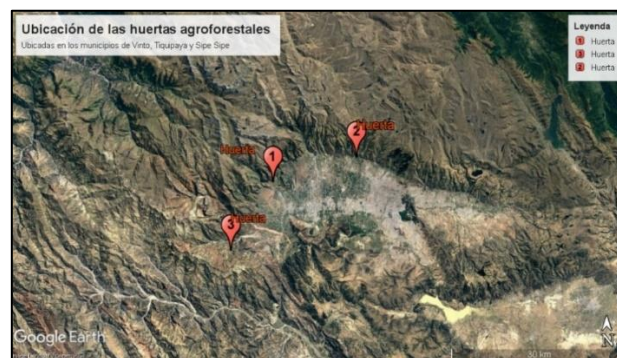 Ubicación de las huertas agroforestales
Ubicadas en los municipios de Vinto, Tiquipaya y Sipe Sipe
Leyenda
1 Huerta
3 Huerta
2 Huerta
2 Huerta
Huerta 1
3 Huerta
Google Earth
30 km
N